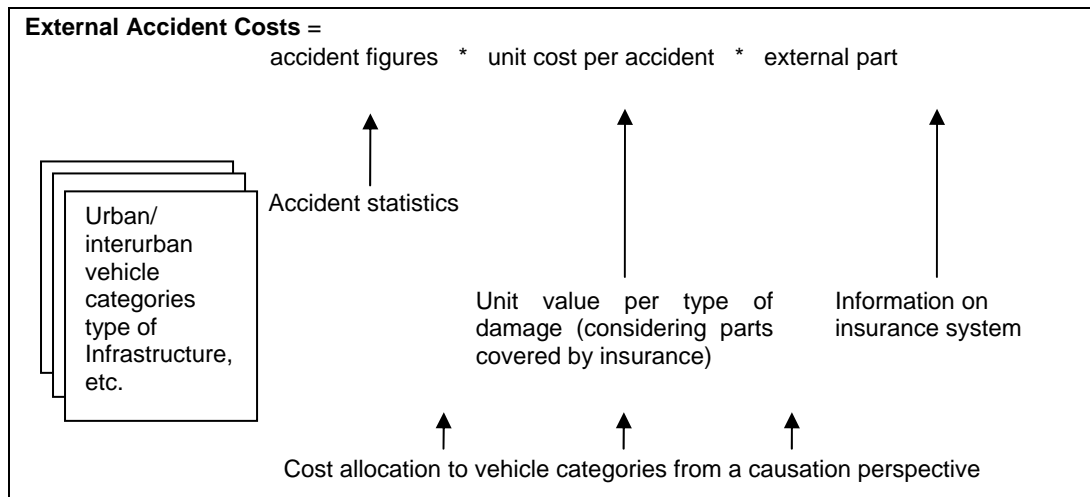 External Accident Costs =
accident figures * unit cost per accident * external part
Accident statistics
Urban/
interurban
vehicle
categories
type of
Infrastructure,
etc.
Unit value per type of
damage (considering parts
covered by insurance)
Information on
insurance system
Cost allocation to vehicle categories from a causation perspective